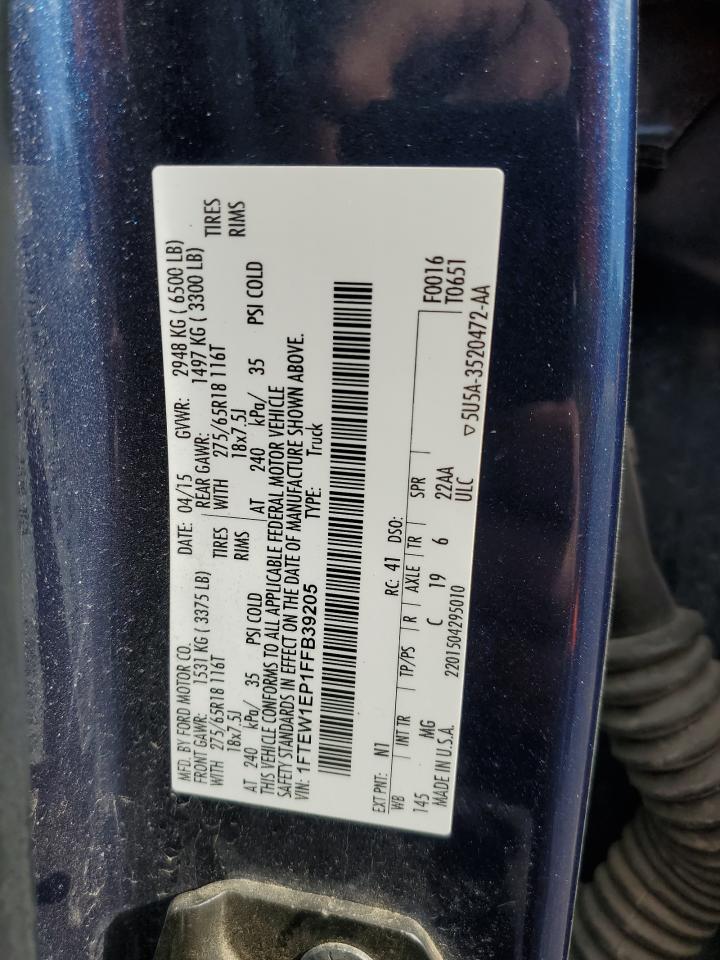 MFD. BY FORD MOTOR CO. DATE: 04/15 GVWR: 2948 KG ( 6500 LB)
FRONT GAWR: 1531 KG ( 3375 LB) REAR GAWR: 1497 KG ( 3300 LB)
WITH 275/65R18 116T TIRES WITH 275/65R18 116T TIRES
18x7.5J RIMS 18x7.5J RIMS
AT 240 kPa/ 35 PSI COLD AT 240 kPa/ 35 PSI COLD
THIS VEHICLE CONFORMS TO ALL APPLICABLE FEDERAL MOTOR VEHICLE
SAFETY STANDARDS IN EFFECT ON THE DATE OF MANUFACTURE SHOWN ABOVE.
VIN: 1FTEW1EP1FFB39205 TYPE: Truck
EXT PNT: N1 RC: 41 DSO: F0016
T0651
WB INT TR TP/PS R AXLE TR SPR
145 MG C 19 6 22AA
MADE IN U.S.A. 2201504295010 ULC
▽5U5A-3520472-AA